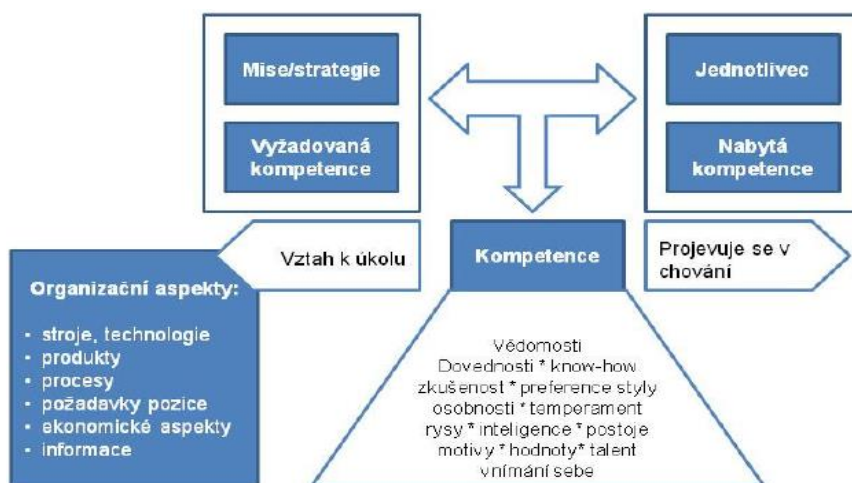 Mise/strategie
Vyžadovaná
kompetence
Jednotlivec
Nabytá
kompetence
Vztah k úkolu
Kompetence
Projevuje se v
chování
Organizační aspekty:
• stroje, technologie
• produkty
• procesy
• požadavky pozice
• ekonomické aspekty
• informace
Vědomosti
Dovednosti * know-how
zkušenost * preference styly
osobnosti * temperament
rysy * inteligence * postoje
motivy * hodnoty* talent
vnímání sebe